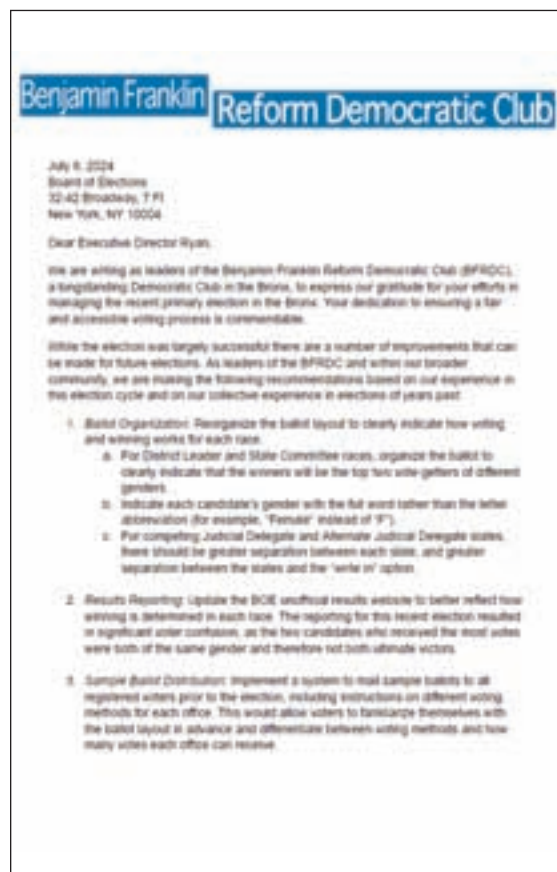 Benjamin Franklin
Reform Democratic Club
July 2024
Board of Elections
32-42 Broadway, 7 Fl
New York, NY 10004
Dear Executive Director Ryan,
We are writing as leaders of the Benjamin Franklin Reform Democratic Club (BFRDC),
a longstanding Democratic Club in the Bronx, to express our gratitude for your efforts in
managing the recent primary election in the Bronx. Your dedication to ensuring a fair
and accessible voting process is commendable.
While the election was largely successful there are a number of improvements that can
be made for future elections. As leaders of the BFRDC and within our broader
community, we are making the following recommendations based on our experience in
this election cycle and on our collective experience in elections of years past:
1. Ballot Organization: Reorganize the ballot layout to clearly indicate how voting
and winning works for each race.
a. For District Leader and State Committee races, organize the ballot to
clearly indicate that the winners will be the top two vote-getters of different
genders.
b. Indicate each candidate's gender with the full word rather than the letter
abbreviation (for example, "Female" instead of "F").
c. For competing Judicial Delegate and Alternate Judicial Delegate slates,
there should be greater separation between each slate, and greater
separation between the slates and the "write in" option.
2. Results Reporting: Update the BOE unofficial results website to better reflect how
winning is determined in each race. The reporting for this recent election resulted
in significant voter confusion, as the two candidates who received the most votes
were both of the same gender and therefore not both ultimate victors.
3. Sample Ballot Distribution: Implement a system to mail sample ballots to all
registered voters prior to the election, including instructions on different voting
methods for each office. This would allow voters to familiarize themselves with
the ballot layout in advance and differentiate between voting methods and how
many votes each office can receive.